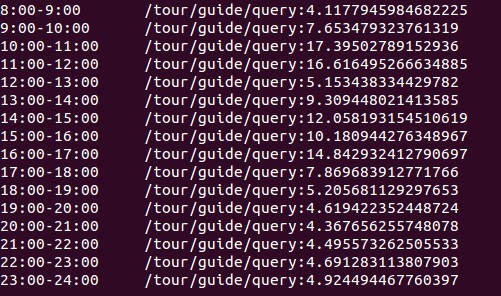 8:00-9:00 /tour/guide/query:4.1177945984682225
9:00-10:00 /tour/guide/query:7.653479323761319
10:00-11:00 /tour/guide/query:17.39502789152936
11:00-12:00 /tour/guide/query:16.616495266634885
12:00-13:00 /tour/guide/query:5.153438334429782
13:00-14:00 /tour/guide/query:9.309448021413585
14:00-15:00 /tour/guide/query:12.058193154510619
15:00-16:00 /tour/guide/query:10.180944276348967
16:00-17:00 /tour/guide/query:14.842932412790697
17:00-18:00 /tour/guide/query:7.869683912771766
18:00-19:00 /tour/guide/query:5.205681129297653
19:00-20:00 /tour/guide/query:4.619422352448724
20:00-21:00 /tour/guide/query:4.367656255748078
21:00-22:00 /tour/guide/query:4.495573262505533
22:00-23:00 /tour/guide/query:4.691283113807903
23:00-24:00 /tour/guide/query:4.924494467760397